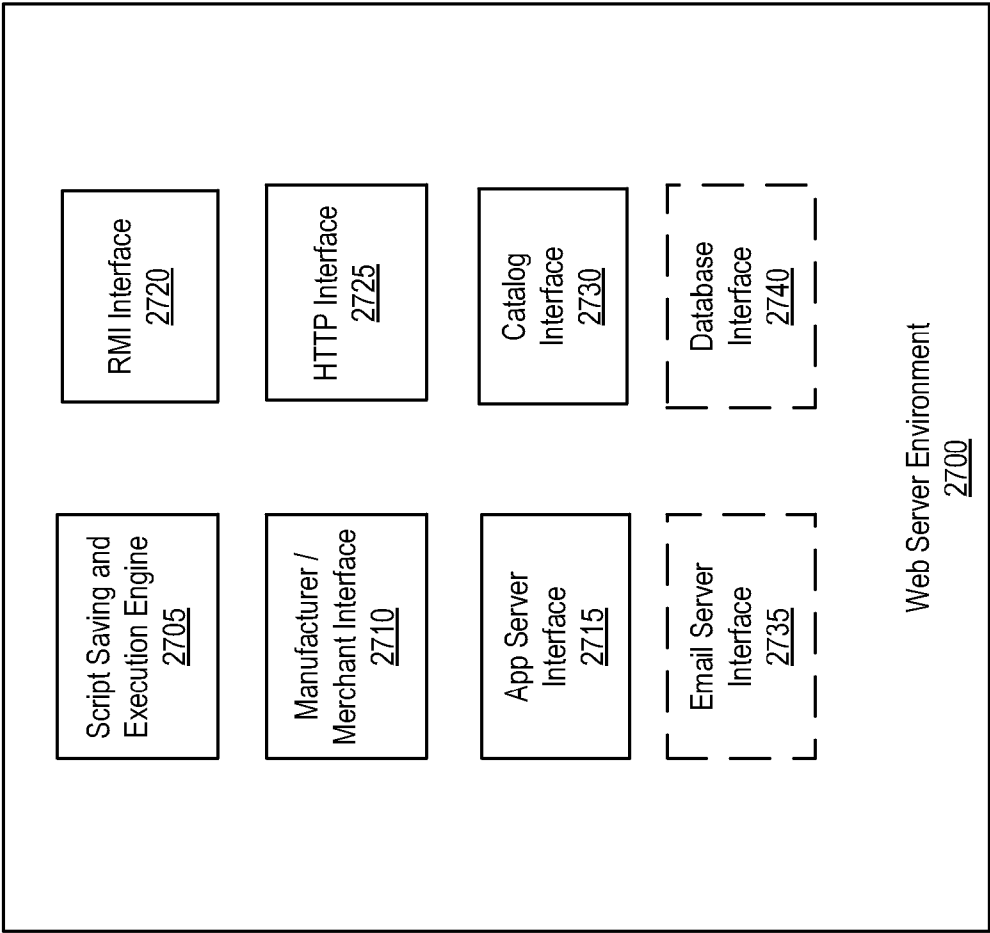 Script Saving and
Execution Engine
2705
RMI Interface
2720
Manufacturer /
Merchant Interface
2710
HTTP Interface
2725
App Server
Interface
2715
Catalog
Interface
2730
Email Server
Interface
2735
Database
Interface
2740
Web Server Environment
2700